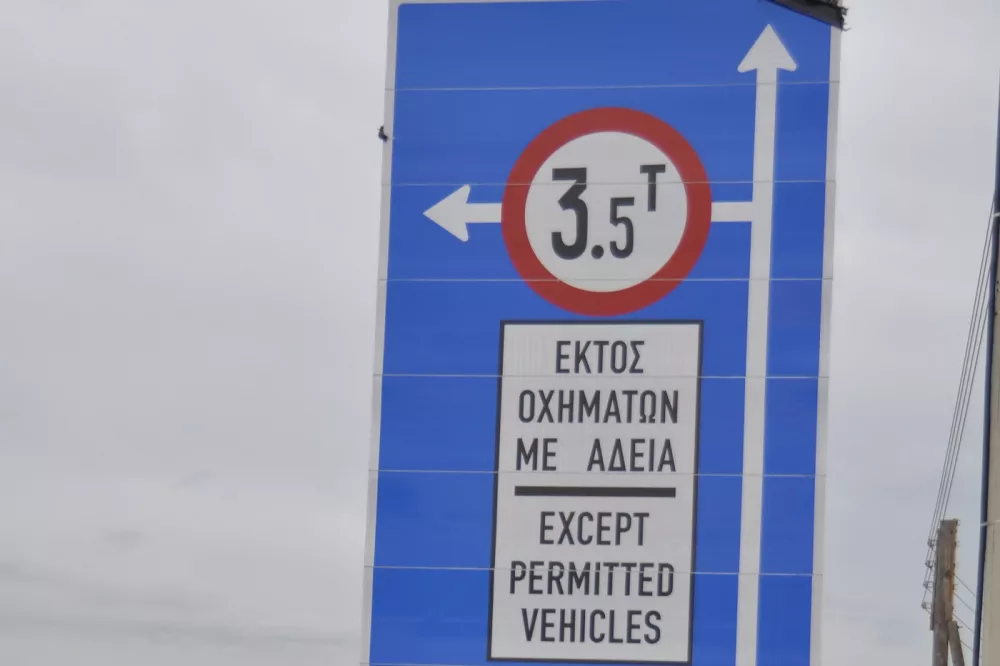 3.5T
ΕΚΤΟΣ
ΟΧΗΜΑΤΩΝ
ΜΕ ΑΔΕΙΑ
EXCEPT
PERMITTED
VEHICLES